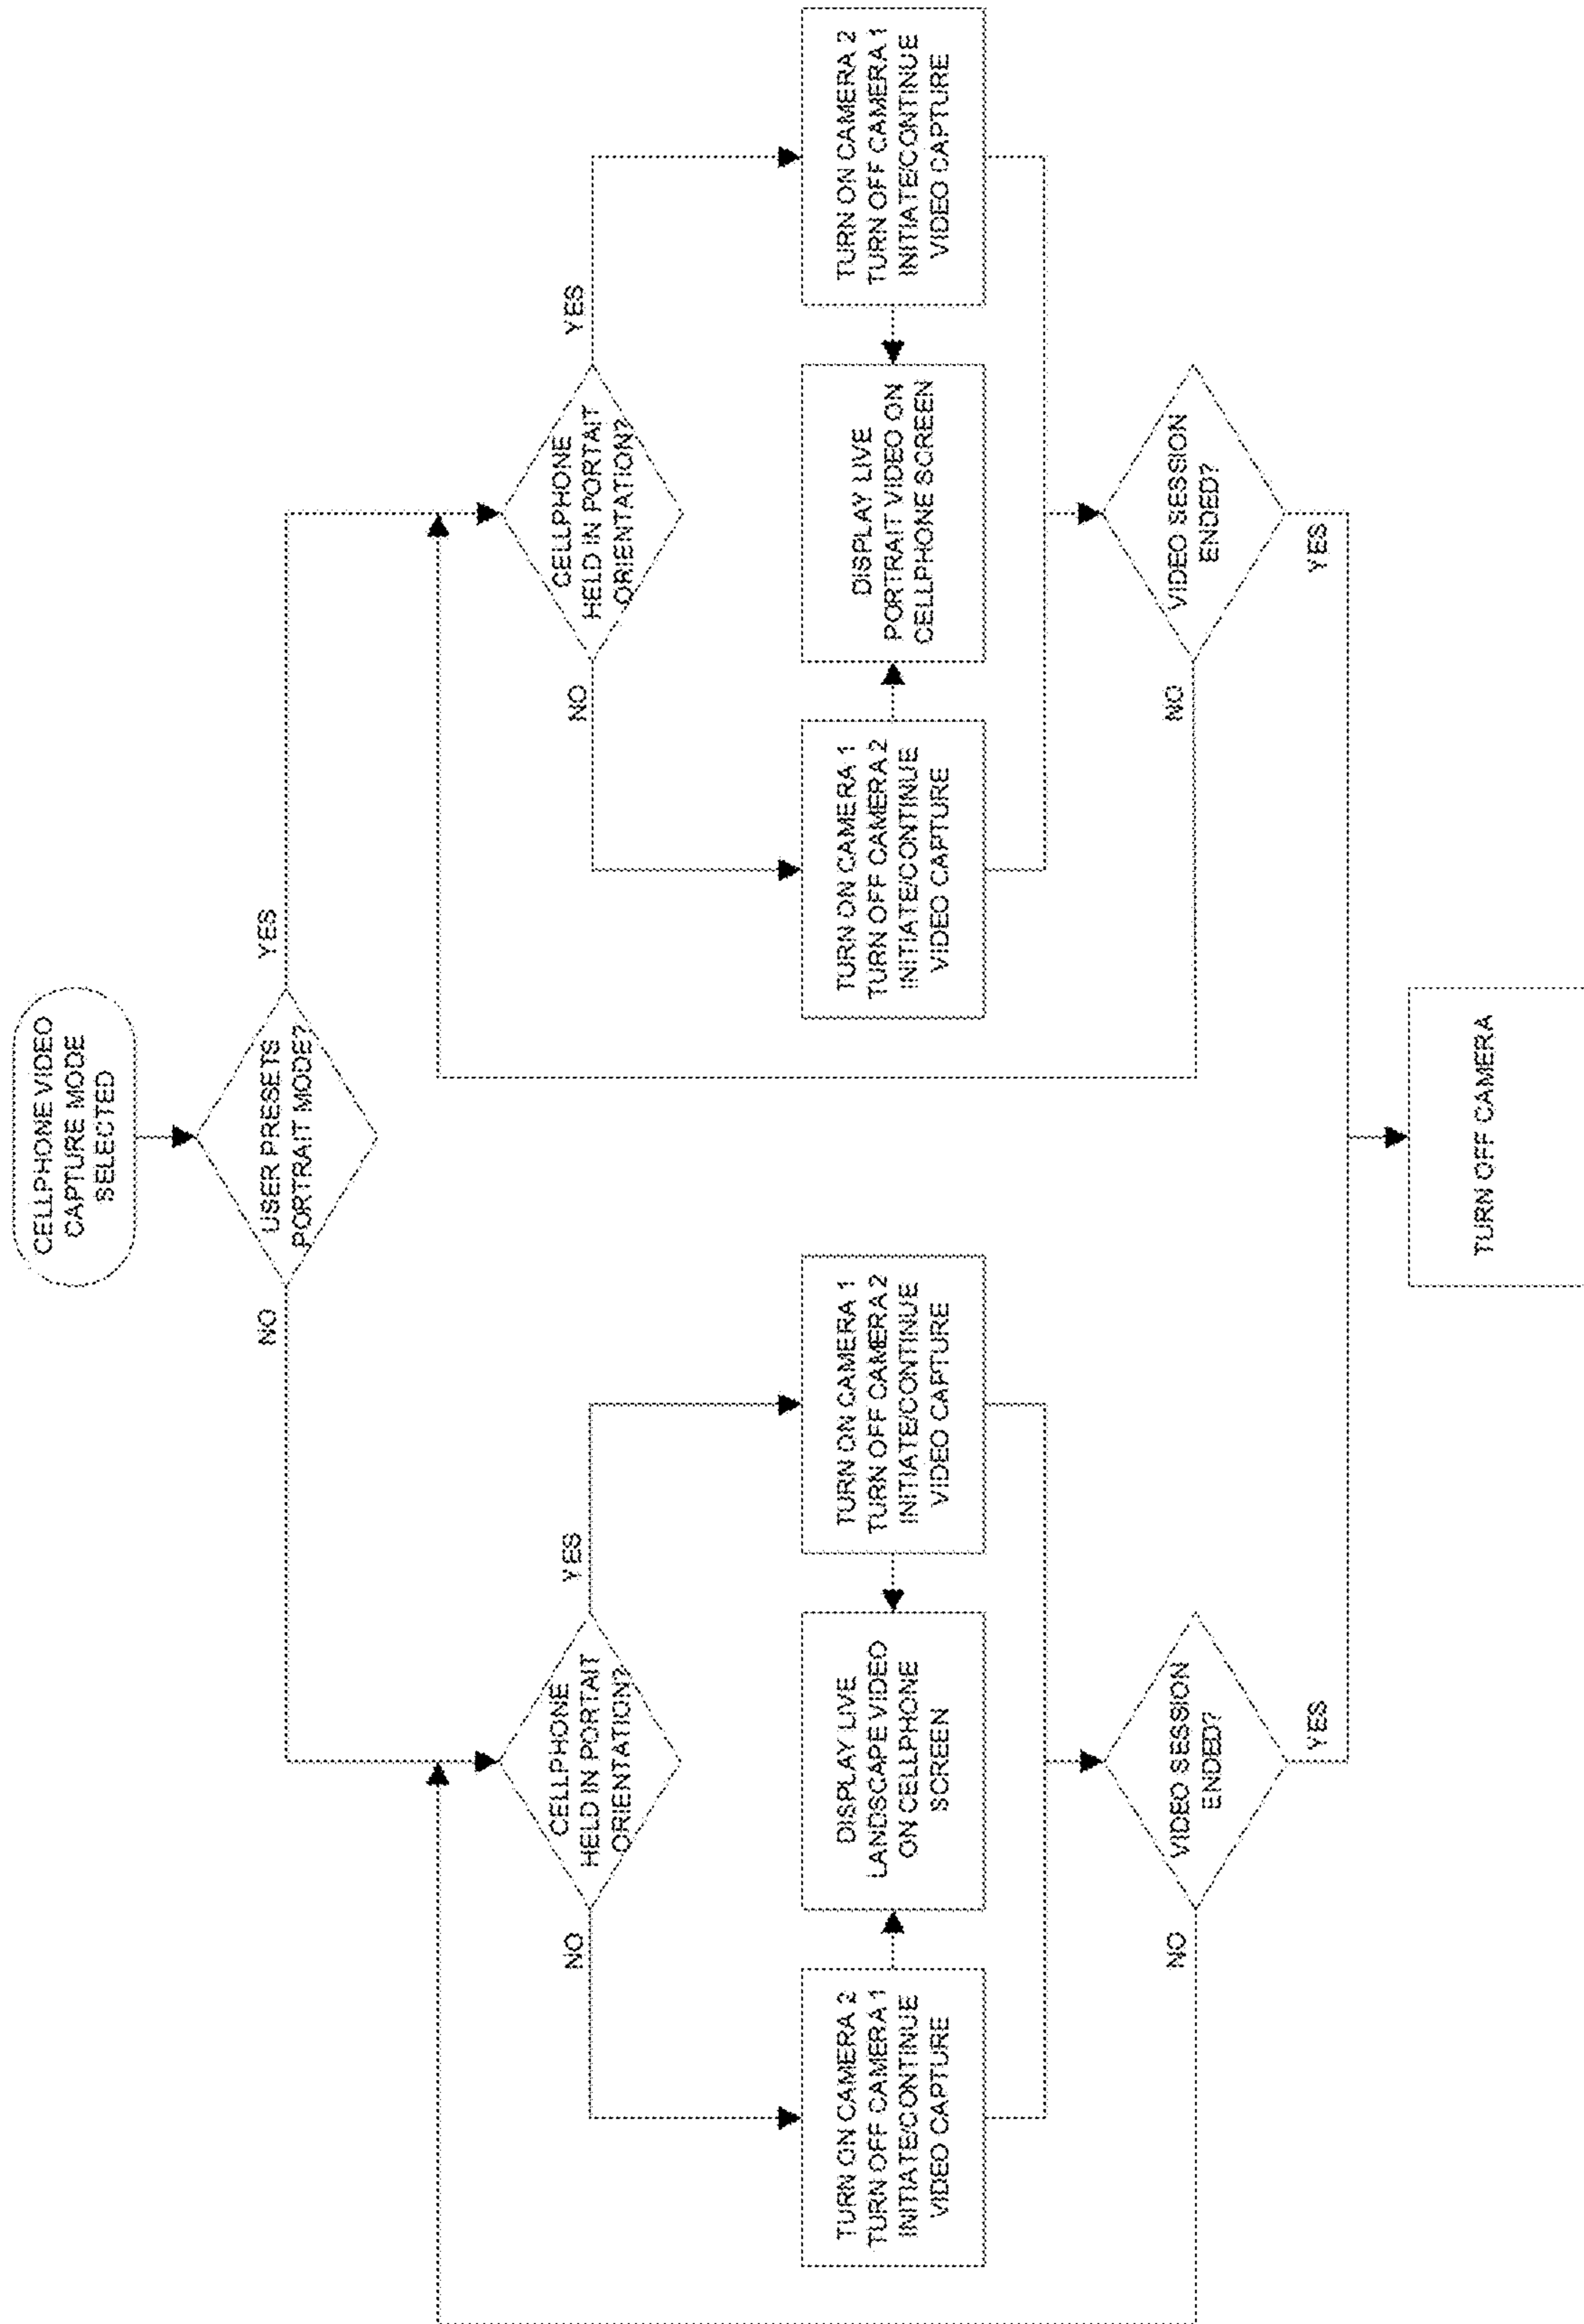 CELLPHONE VIDEO
CAPTURE MODE
SELECTED
USER PRESETS
PORTRAIT MODE?
NO
YES
CELLPHONE
HELD IN PORTAIT
ORIENTATION?
NO
YES
CELLPHONE
HELD IN PORTAIT
ORIENTATION?
NO
YES
TURN ON CAMERA 2
TURN OFF CAMERA 1
INITIATE/CONTINUE
VIDEO CAPTURE
DISPLAY LIVE
LANDSCAPE VIDEO
ON CELLPHONE
SCREEN
TURN ON CAMERA 1
TURN OFF CAMERA 2
INITIATE/CONTINUE
VIDEO CAPTURE
TURN ON CAMERA 1
TURN OFF CAMERA 2
INITIATE/CONTINUE
VIDEO CAPTURE
DISPLAY LIVE
PORTRAIT VIDEO ON
CELLPHONE SCREEN
TURN ON CAMERA 2
TURN OFF CAMERA 1
INITIATE/CONTINUE
VIDEO CAPTURE
VIDEO SESSION
ENDED?
NO
YES
VIDEO SESSION
ENDED?
NO
YES
TURN OFF CAMERA